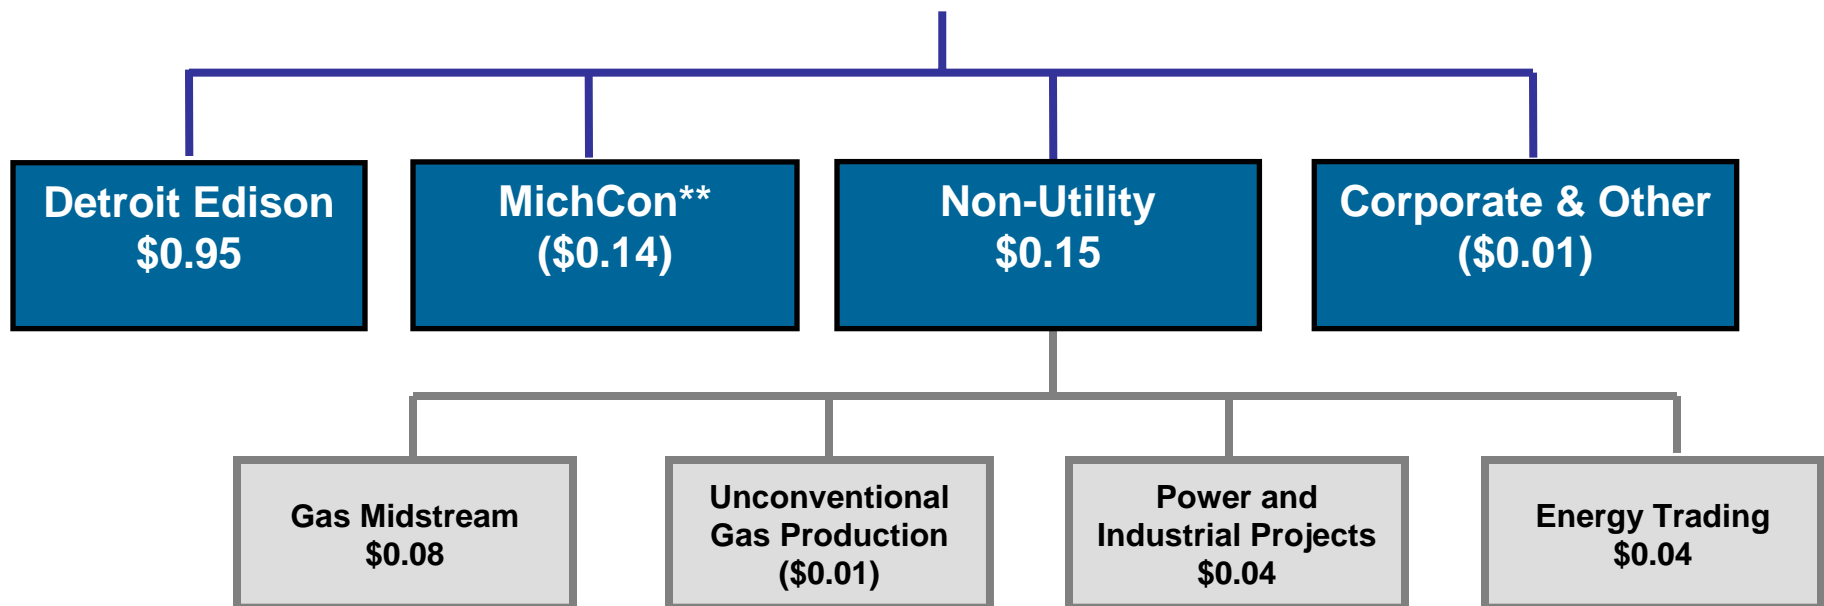 Detroit Edison
$0.95
MichCon**
($0.14)
Non-Utility
$0.15
Corporate & Other
($0.01)
Gas Midstream
$0.08
Unconventional
Gas Production
($0.01)
Power and
Industrial Projects
$0.04
Energy Trading
$0.04